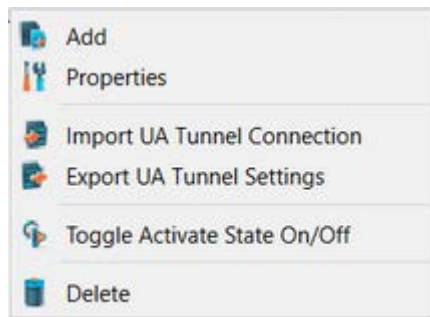 Add
Properties
Import UA Tunnel Connection
Export UA Tunnel Settings
Toggle Activate State On/Off
Delete